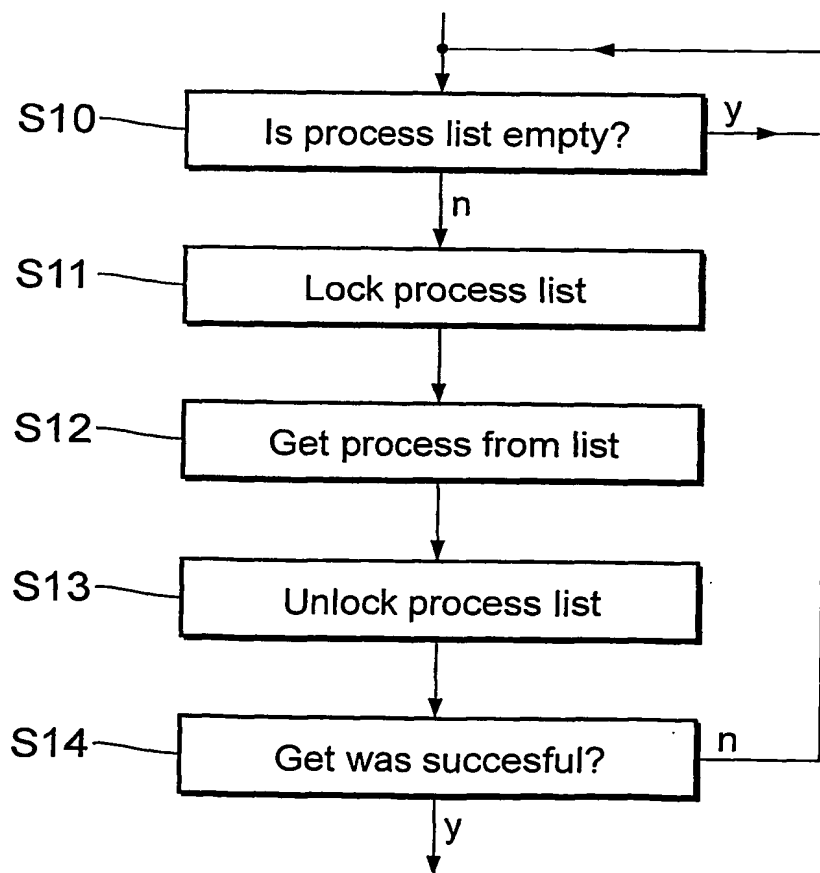 S10
Is process list empty?
y
n
S11
Lock process list
S12
Get process from list
S13
Unlock process list
S14
Get was succesful?
n
y